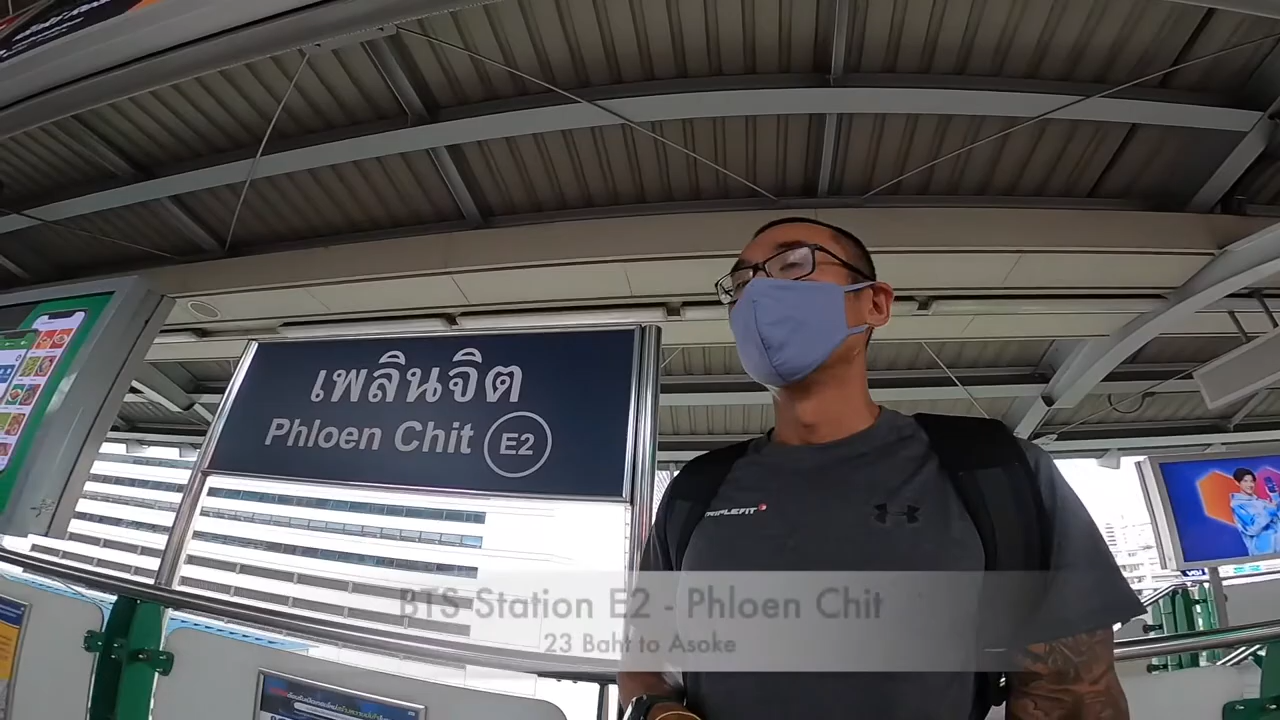 เพลินจิต
Phloen Chit E2
TRIPLEFIT
BTS Station E2 - Phloen Chit
23 Baht to Asoke